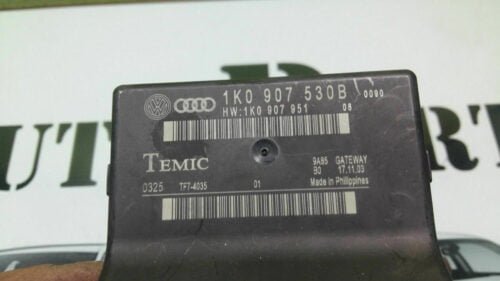 1K0 907 530B 0090
HW:1K0 907 951 08
TEMIC
9A85 GATEWAY
B0 17.11.03
0325 TF7-4035 01 Made in Philippines